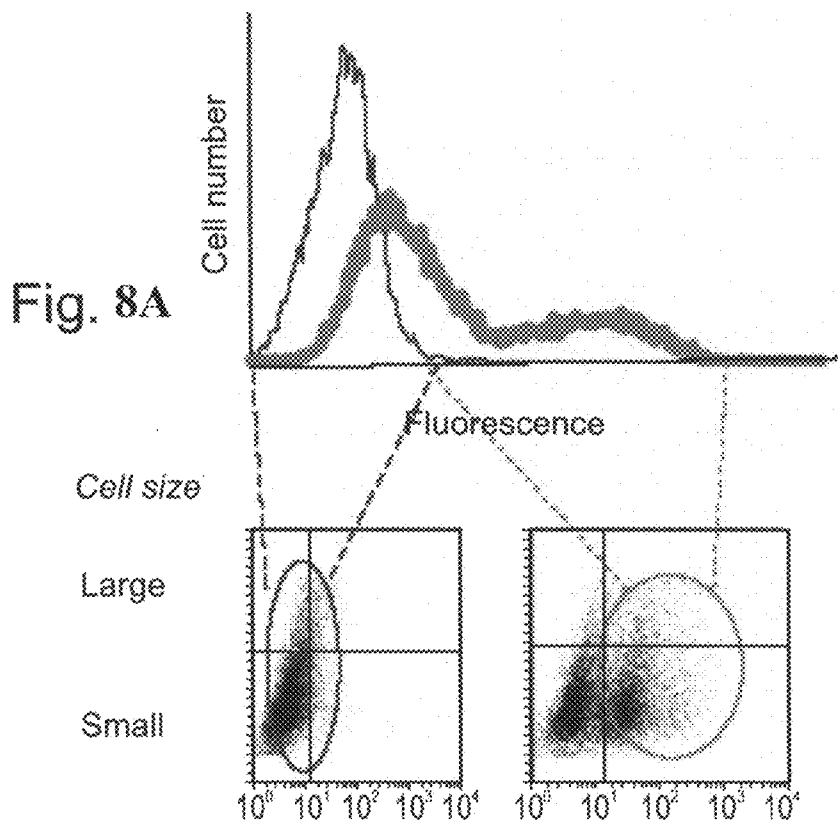 Cell number
Fig. 8A
Fluorescence
Cell size
Large
Small
10⁰ 10¹ 10² 10³ 10⁴
10⁰ 10¹ 10² 10³ 10⁴